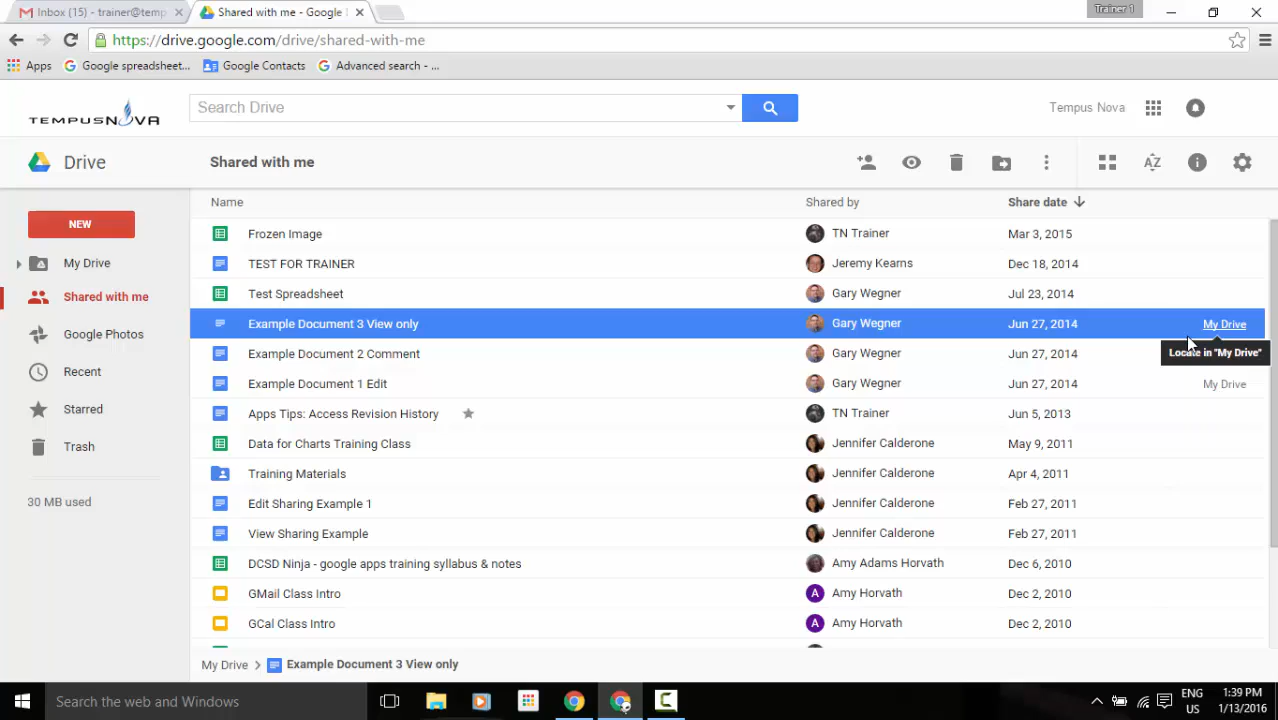 Inbox (15) - trainer@temp
Shared with me - Google
Trainer 1
https://drive.google.com/drive/shared-with-me
Apps
Google spreadsheet...
Google Contacts
Advanced search - ...
TEMPUSNOVA
Search Drive
Tempus Nova
Drive
Shared with me
AZ
NEW
My Drive
Shared with me
Google Photos
Recent
Starred
Trash
30 MB used
Name Shared by Share date
Frozen Image TN Trainer Mar 3, 2015
TEST FOR TRAINER Jeremy Kearns Dec 18, 2014
Test Spreadsheet Gary Wegner Jul 23, 2014
Example Document 3 View only Gary Wegner Jun 27, 2014 My Drive
Locate in "My Drive"
Example Document 2 Comment Gary Wegner Jun 27, 2014
Example Document 1 Edit Gary Wegner Jun 27, 2014 My Drive
Apps Tips: Access Revision History TN Trainer Jun 5, 2013
Data for Charts Training Class Jennifer Calderone May 9, 2011
Training Materials Jennifer Calderone Apr 4, 2011
Edit Sharing Example 1 Jennifer Calderone Feb 27, 2011
View Sharing Example Jennifer Calderone Feb 27, 2011
DCSD Ninja - google apps training syllabus & notes Amy Adams Horvath Dec 6, 2010
GMail Class Intro A Amy Horvath Dec 2, 2010
GCal Class Intro A Amy Horvath Dec 2, 2010
My Drive > Example Document 3 View only
Search the web and Windows
ENG
US
1:39 PM
1/13/2016